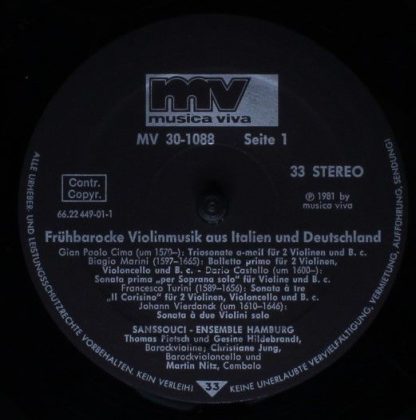 mv
musica viva
MV 30-1088 Seite 1
33 STEREO
Contr.
Copyr.
Ⓟ 1981 by
musica viva
66.22 449-01-1
Frühbarocke Violinmusik aus Italien und Deutschland
Gian Paolo Cima (um 1570–): Triosonate a-moll für 2 Violinen und B. c.
Biagio Marini (1597–1665): Balletto primo für 2 Violinen,
Violoncello und B. c. - Dario Castello (um 1600–):
Sonata primo „per Soprano solo" für Violine und B. c.
Francesco Turini (1589–1656): Sonata à tre
„Il Corisino" für 2 Violinen, Violoncello und B. c.
Johann Vierdanck (um 1610–1646):
Sonata à due Violini solo
SANSSOUCI - ENSEMBLE HAMBURG
Thomas Pietsch und Gesine Hildebrandt,
Barockvioline; Christiane Jung,
Barockvioloncello und
Martin Nitz, Cembalo
33
ALLE URHEBER- UND LEISTUNGSSCHUTZRECHTE VORBEHALTEN. KEIN VERLEIH! KEINE UNERLAUBTE VERVIELFÄLTIGUNG, VERMIETUNG, AUFFÜHRUNG, SENDUNG!